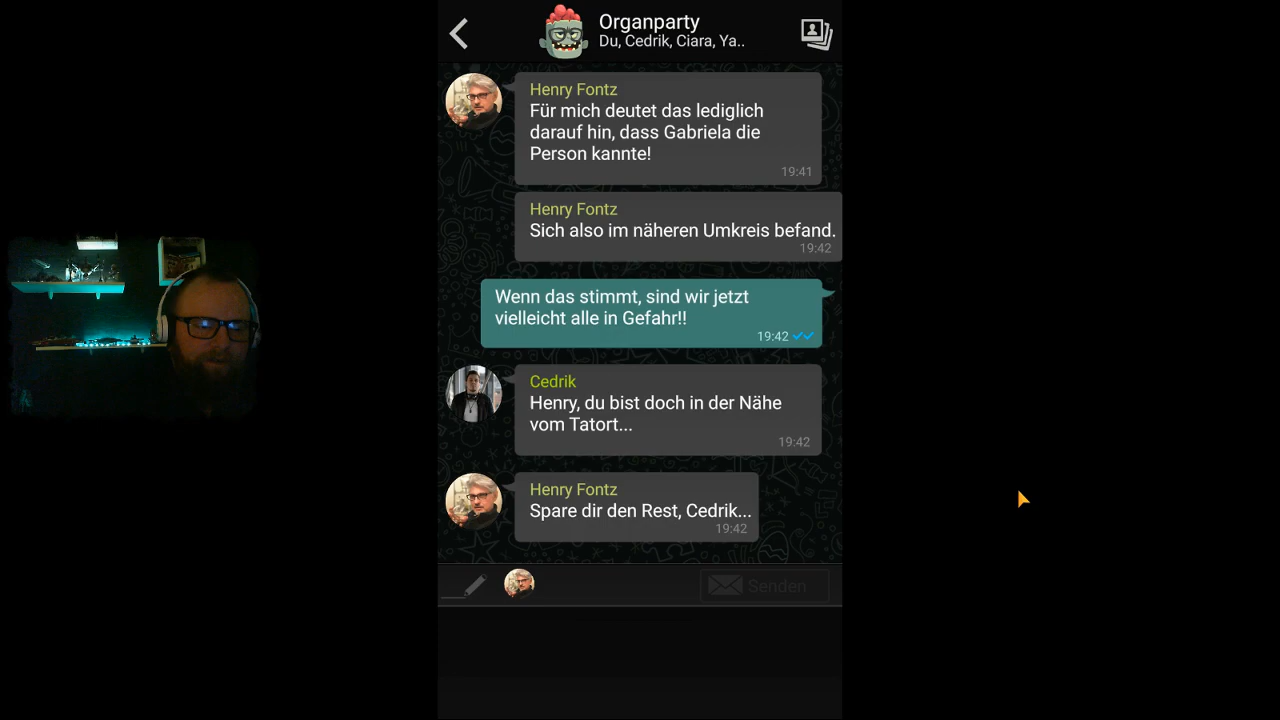 Organparty
Du, Cedrik, Ciara, Ya..
Henry Fontz
Für mich deutet das lediglich
darauf hin, dass Gabriela die
Person kannte!
19:41
Henry Fontz
Sich also im näheren Umkreis befand.
19:42
Wenn das stimmt, sind wir jetzt
vielleicht alle in Gefahr!!
19:42
Cedrik
Henry, du bist doch in der Nähe
vom Tatort...
19:42
Henry Fontz
Spare dir den Rest, Cedrik...
19:42
Senden